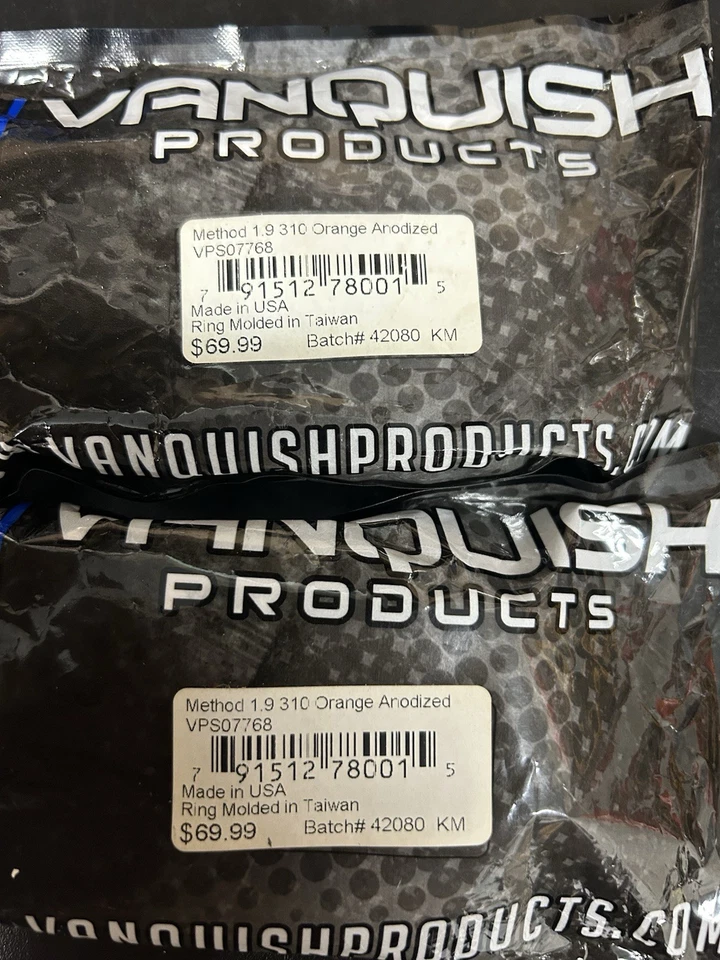 VANQUISH
PRODUCTS
Method 1.9 310 Orange Anodized
VPS07768
7 91512 78001 5
Made in USA
Ring Molded in Taiwan
$69.99 Batch# 42080 KM
VANQUISHPRODUCTS.COM
VANQUISH
PRODUCTS
Method 1.9 310 Orange Anodized
VPS07768
7 91512 78001 5
Made in USA
Ring Molded in Taiwan
$69.99 Batch# 42080 KM
VANQUISHPRODUCTS.COM